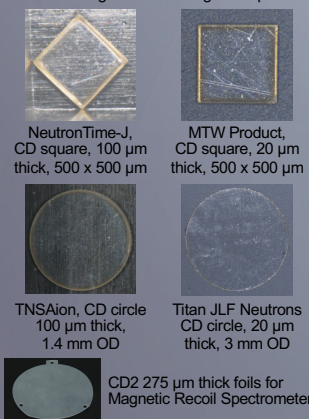 NeutronTime-J,
CD square, 100 µm
thick, 500 x 500 µm
MTW Product,
CD square, 20 µm
thick, 500 x 500 µm
TNSAion, CD circle
100 µm thick,
1.4 mm OD
Titan JLF Neutrons
CD circle, 20 µm
thick, 3 mm OD
CD2 275 µm thick foils for
Magnetic Recoil Spectrometer